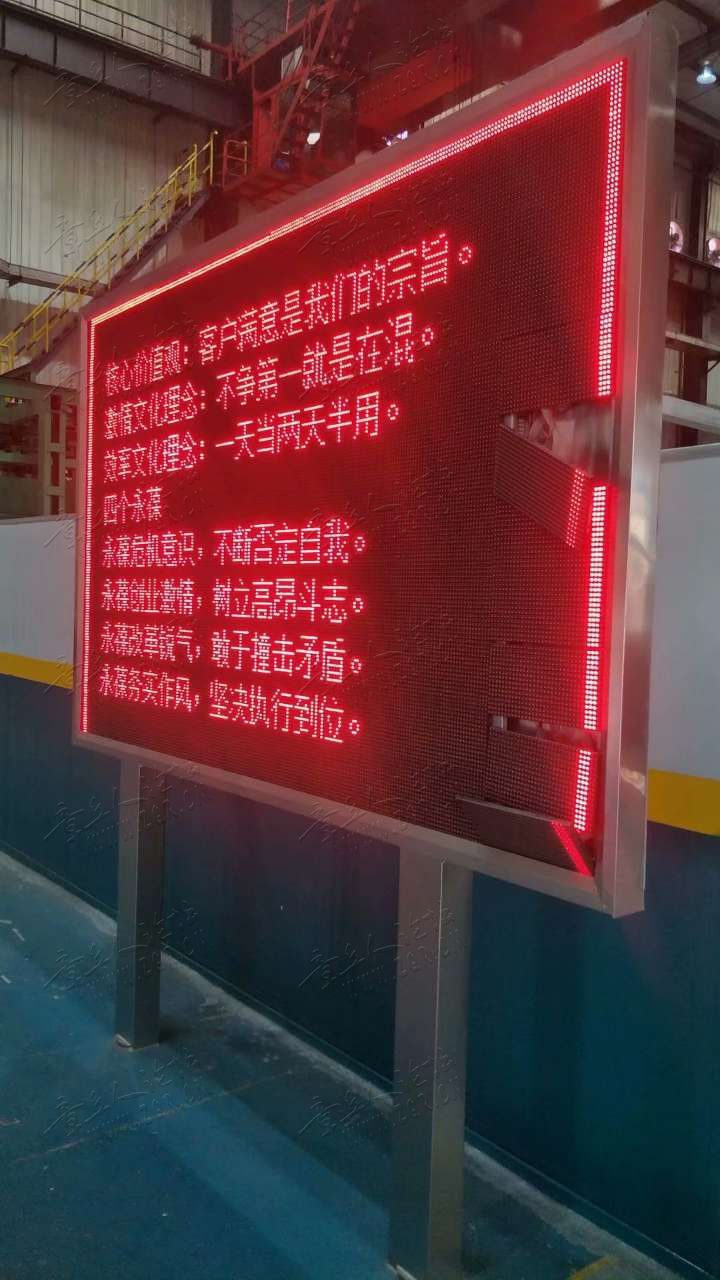 核心价值观：客户满意是我们的宗旨。
激情文化理念：不争第一就是在混。
效率文化理念：一天当两天半用。
四个永葆
永葆危机意识，不断否定自我。
永葆创业激情，树立高昂斗志。
永葆改革锐气，敢于撞击矛盾。
永葆务实作风，坚决执行到位。